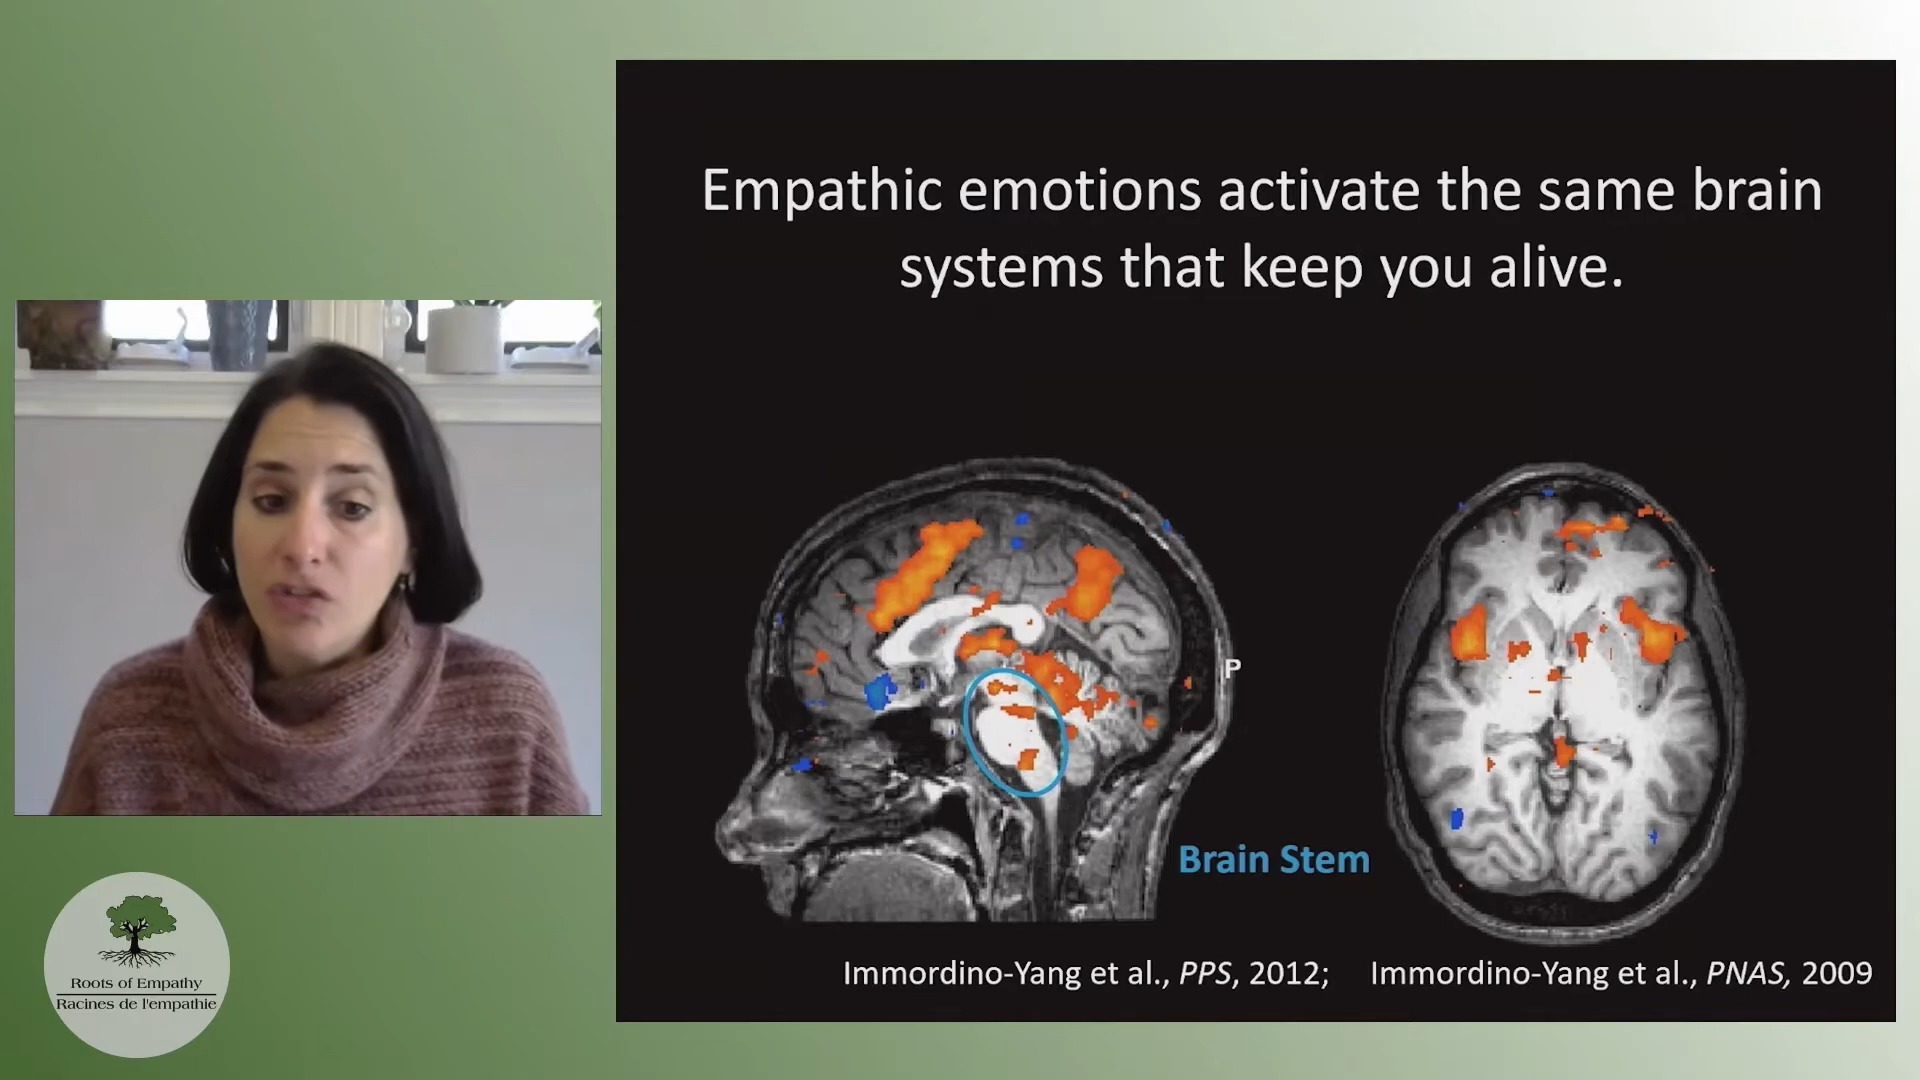 Empathic emotions activate the same brain
systems that keep you alive.
P
Brain Stem
Immordino-Yang et al., PPS, 2012; Immordino-Yang et al., PNAS, 2009
Roots of Empathy
Racines de l'empathie